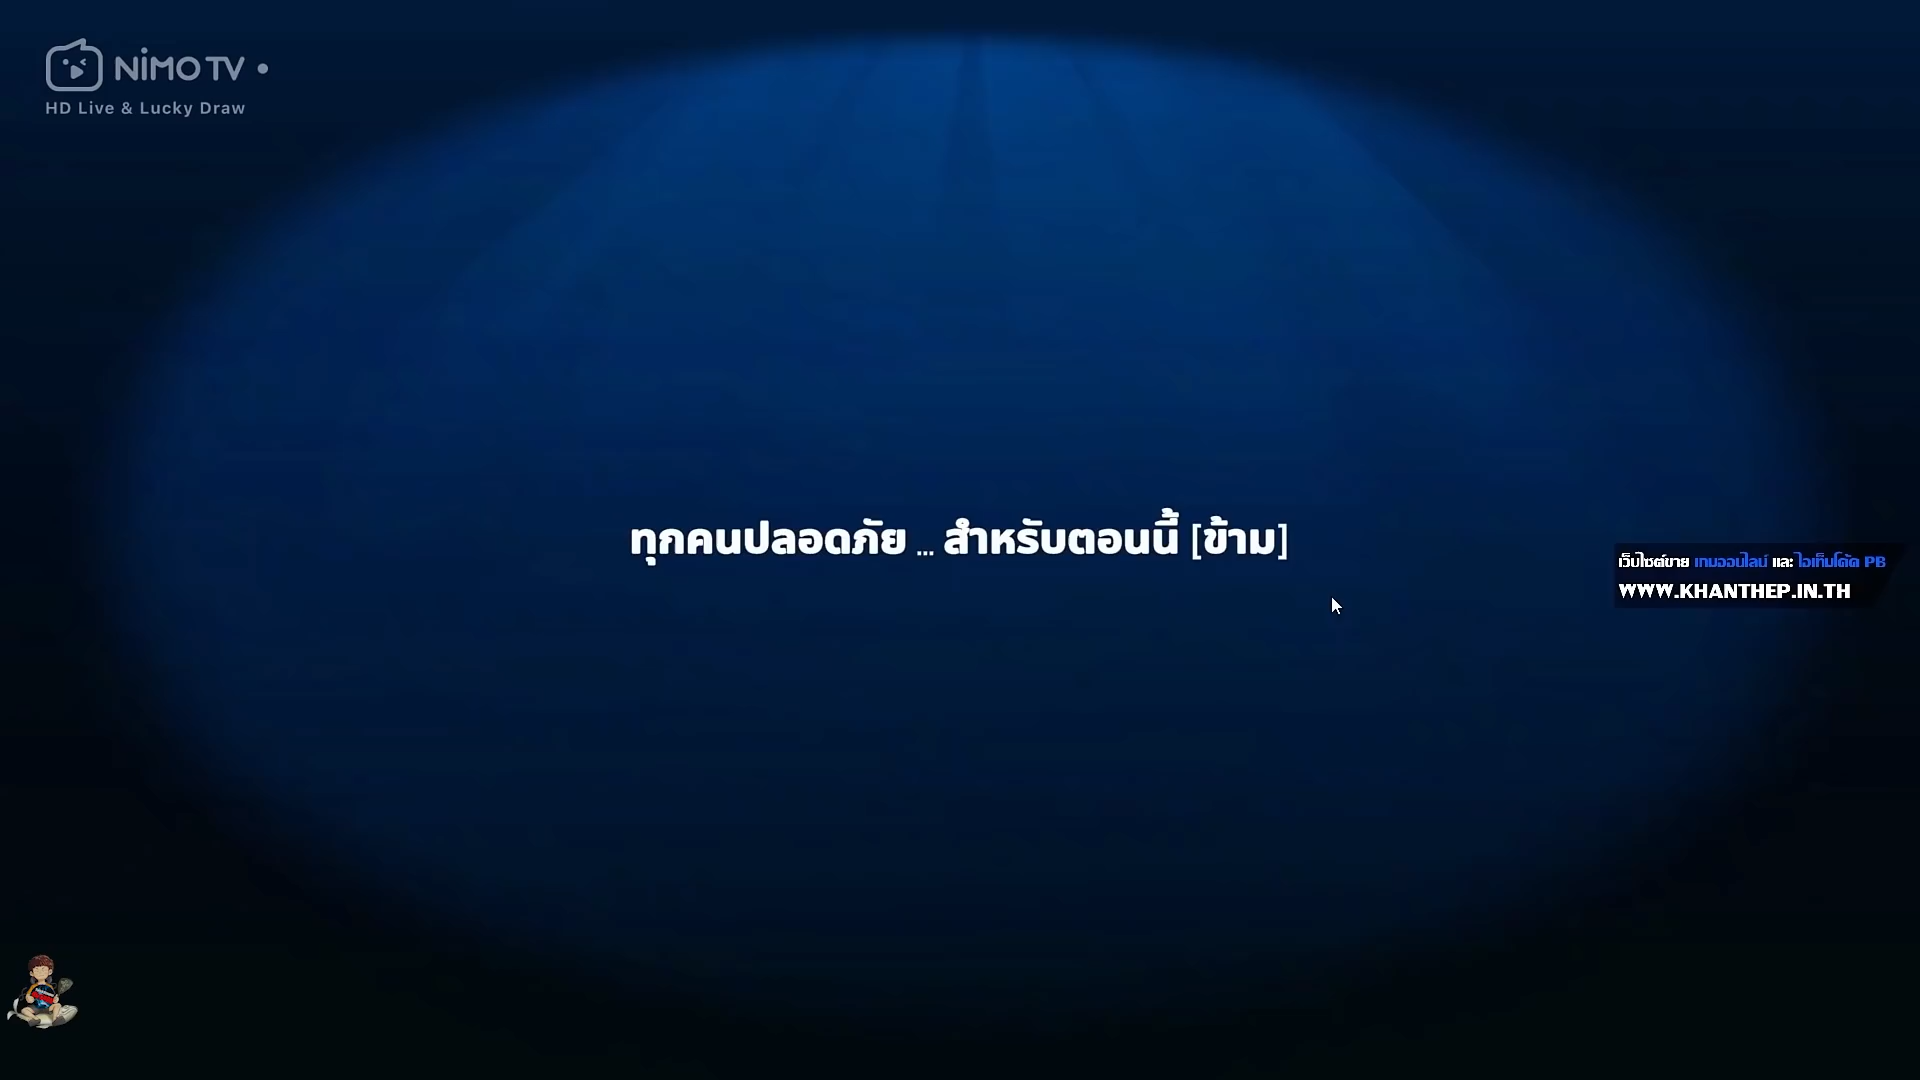 NIMO TV
HD Live & Lucky Draw
ทุกคนปลอดภัย ... สำหรับตอนนี้ [ข้าม]
เว็บไซต์ขาย เกมออนไลน์ และ ไอเท็มโค้ด PB
WWW.KHANTHEP.IN.TH